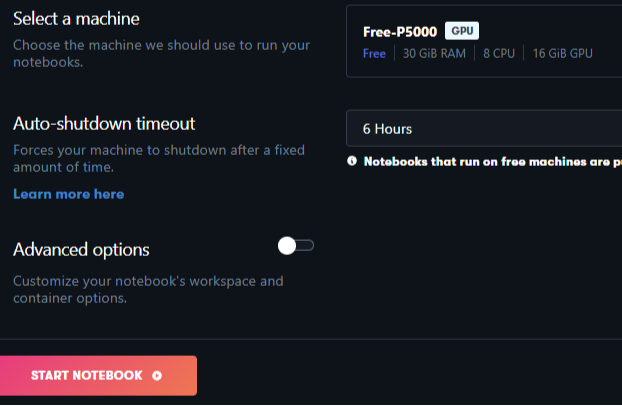 Select a machine
Choose the machine we should use to run your
notebooks.
Free-P5000 GPU
Free 30 GiB RAM 8 CPU 16 GiB GPU
Auto-shutdown timeout
Forces your machine to shutdown after a fixed
amount of time.
Learn more here
6 Hours
Notebooks that run on free machines are
Advanced options
Customize your notebook's workspace and
container options.
START NOTEBOOK